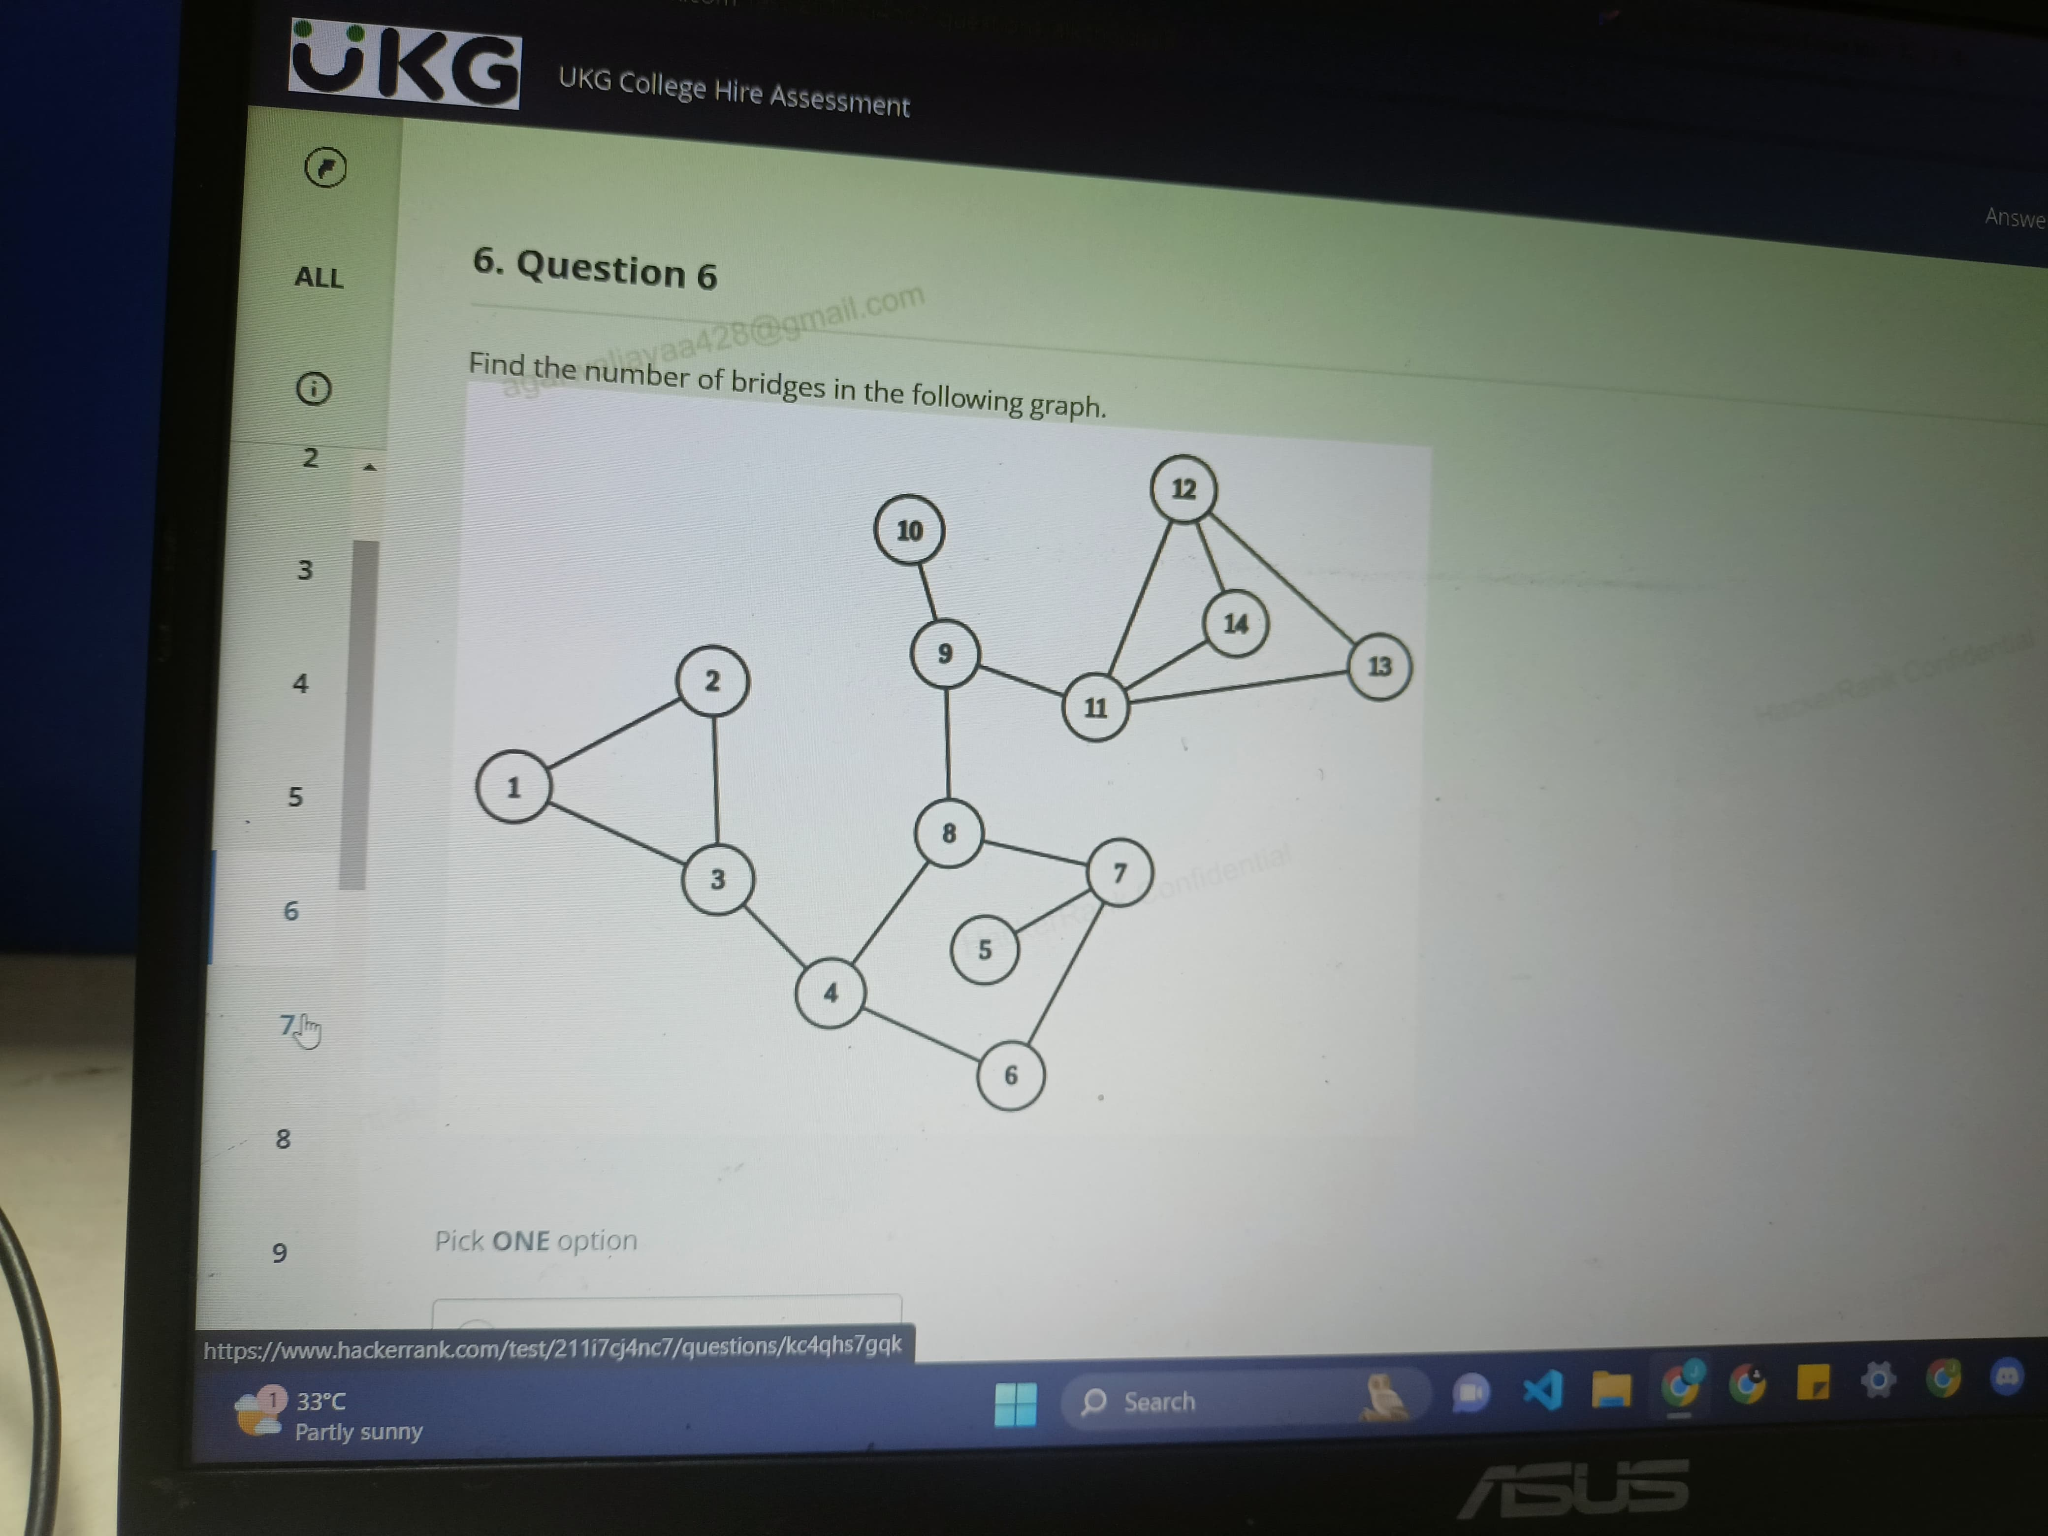 UKG
UKG College Hire Assessment
Answe
ALL
6. Question 6
Find the number of bridges in the following graph.
2
3
4
5
6
7
8
9
12
10
14
9
13
2
11
1
8
7
3
5
4
6
HackerRank Confidential
Pick ONE option
https://www.hackerrank.com/test/211i7cj4nc7/questions/kc4qhs7gqk
1
33°C
Partly sunny
Search
ASUS